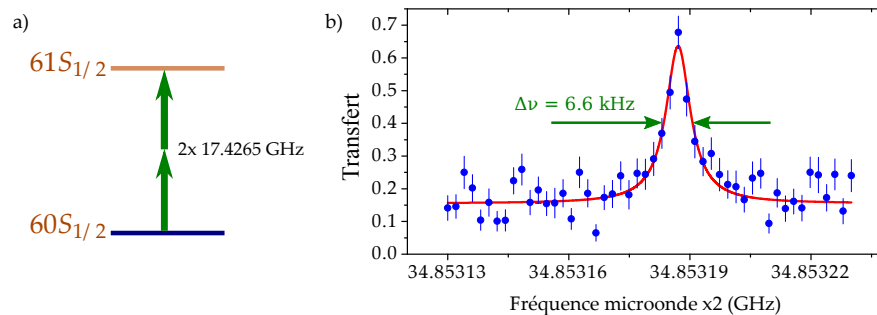 a)
61S1/2
2x 17.4265 GHz
60S1/2
b)
0.7
0.6
0.5
0.4
0.3
0.2
0.1
0.0
Transfert
Δν = 6.6 kHz
34.85313 34.85316 34.85319 34.85322
Fréquence microonde x2 (GHz)